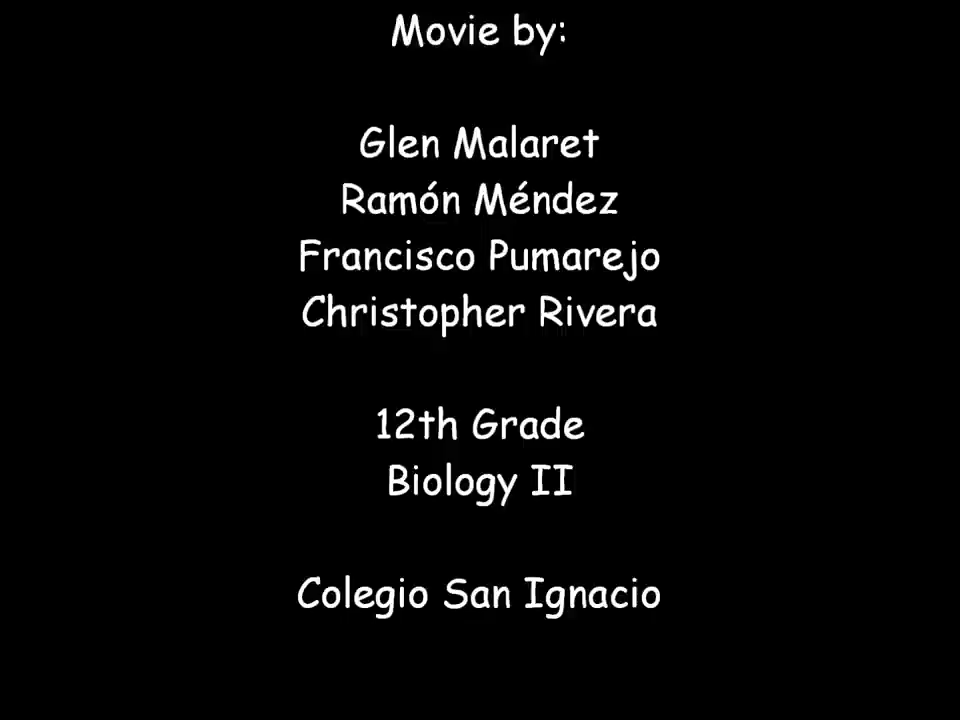 Movie by:
Glen Malaret
Ramón Méndez
Francisco Pumarejo
Christopher Rivera
12th Grade
Biology II
Colegio San Ignacio